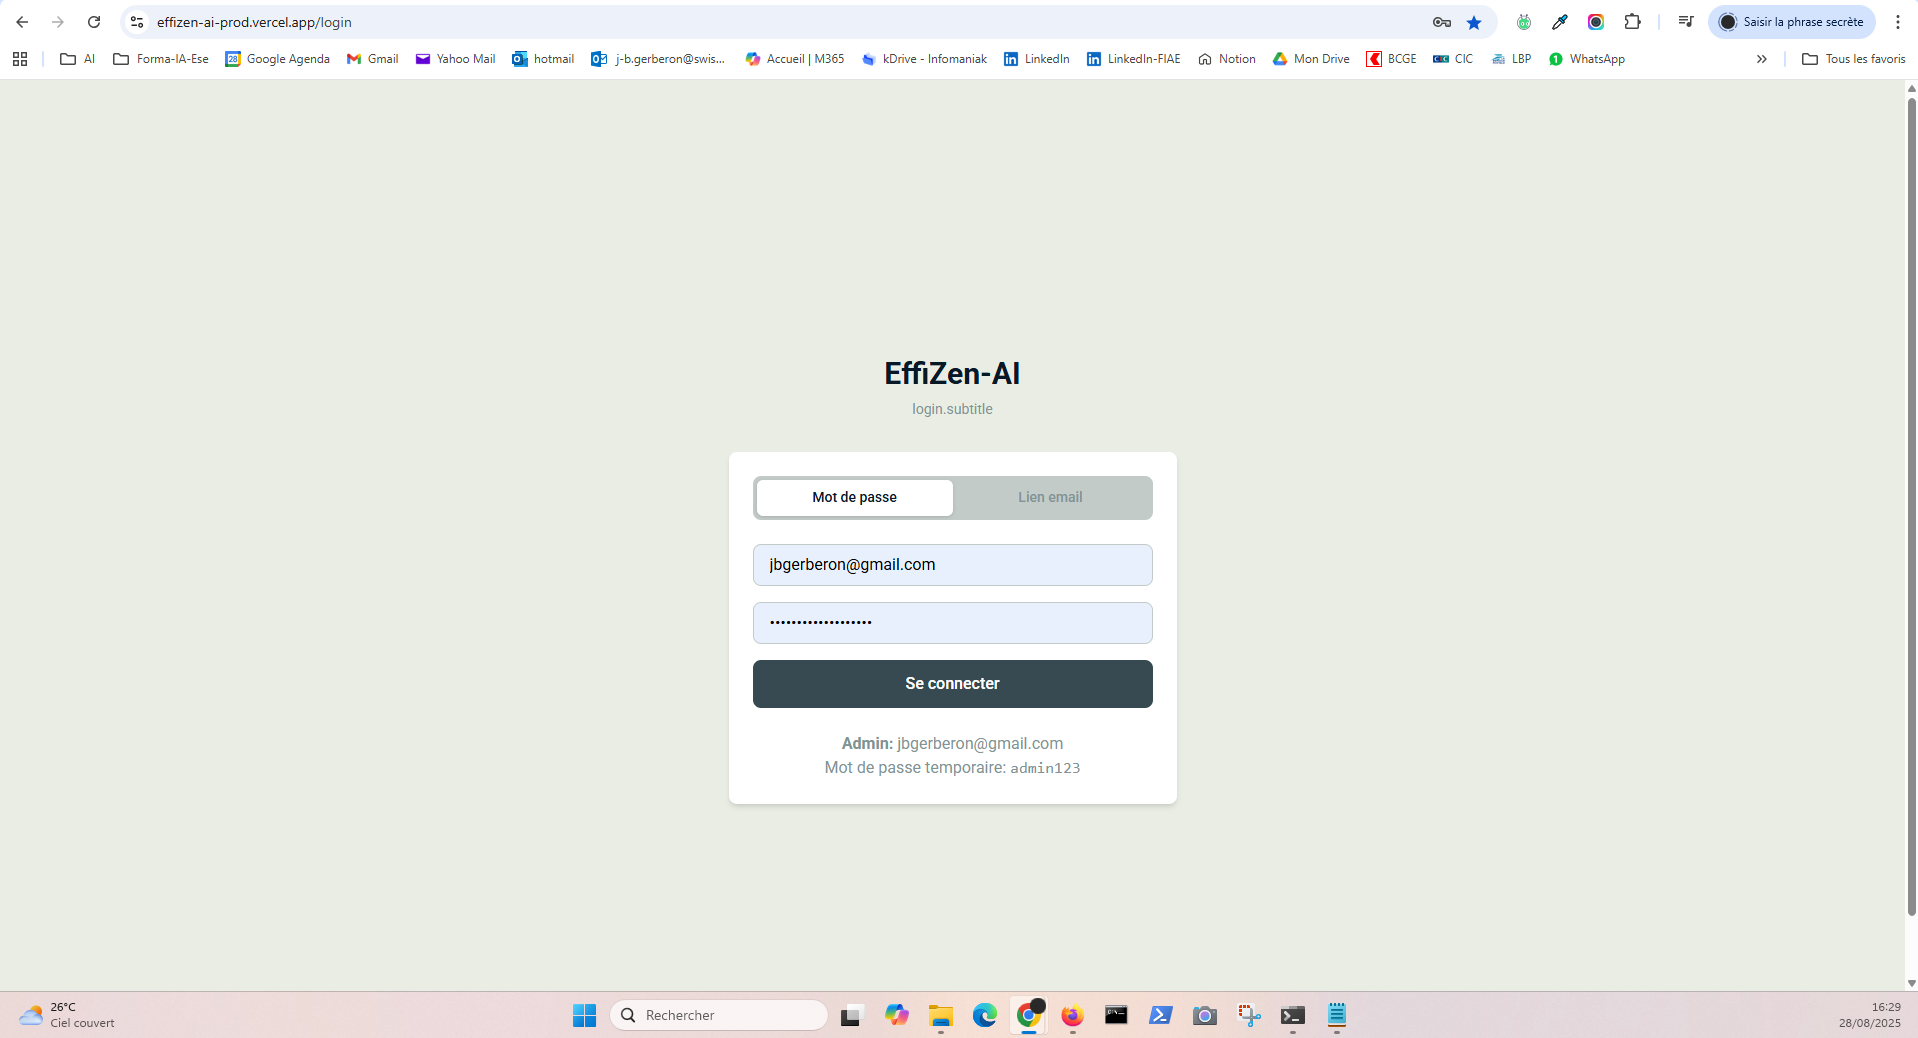 effizen-ai-prod.vercel.app/login
Saisir la phrase secrète
AI
Forma-IA-Ese
28
Google Agenda
Gmail
Yahoo Mail
hotmail
j-b.gerberon@swis...
Accueil | M365
kDrive - Infomaniak
LinkedIn
LinkedIn-FIAE
Notion
Mon Drive
BCGE
CIC
LBP
1
WhatsApp
Tous les favoris
EffiZen-AI
login.subtitle
Mot de passe
Lien email
jbgerberon@gmail.com
•••••••••••••••••••
Se connecter
Admin: jbgerberon@gmail.com
Mot de passe temporaire: admin123
26°C
Ciel couvert
Rechercher
16:29
28/08/2025